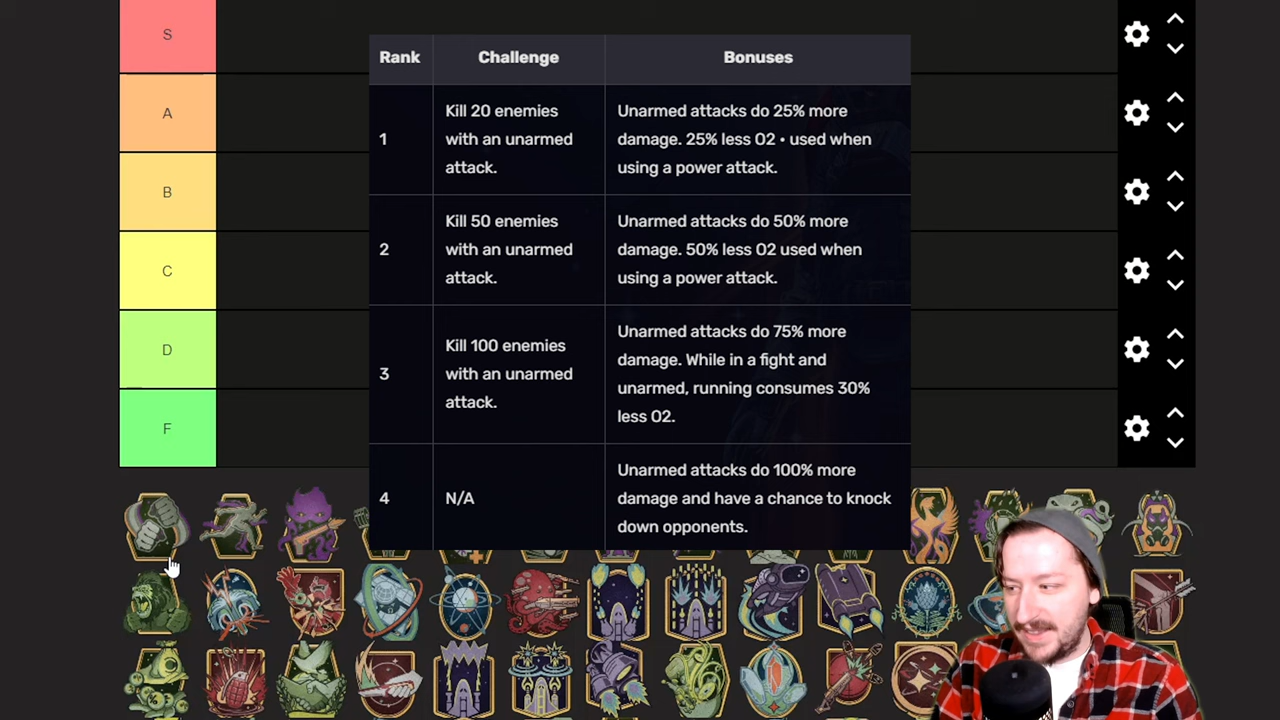 S
A
B
C
D
F
Rank Challenge Bonuses
1
Kill 20 enemies
with an unarmed
attack.
Unarmed attacks do 25% more
damage. 25% less O2 • used when
using a power attack.
2
Kill 50 enemies
with an unarmed
attack.
Unarmed attacks do 50% more
damage. 50% less O2 used when
using a power attack.
3
Kill 100 enemies
with an unarmed
attack.
Unarmed attacks do 75% more
damage. While in a fight and
unarmed, running consumes 30%
less O2.
4
N/A
Unarmed attacks do 100% more
damage and have a chance to knock
down opponents.